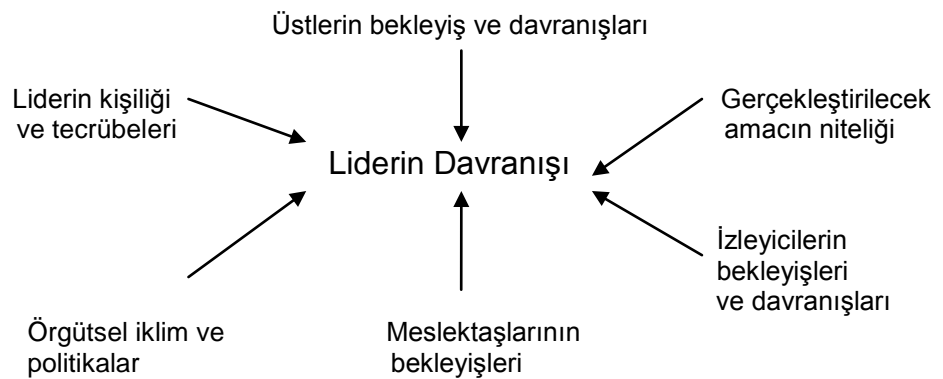 Üstlerin bekleyiş ve davranışları
Liderin kişiliği
ve tecrübeleri
Gerçekleştirilecek
amacın niteliği
Liderin Davranışı
İzleyicilerin
bekleyişleri
ve davranışları
Örgütsel iklim ve
politikalar
Meslektaşlarının
bekleyişleri